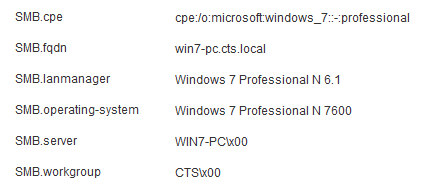 SMB.cpe cpe:/o:microsoft:windows_7::-:professional
SMB.fqdn win7-pc.cts.local
SMB.lanmanager Windows 7 Professional N 6.1
SMB.operating-system Windows 7 Professional N 7600
SMB.server WIN7-PC\x00
SMB.workgroup CTS\x00